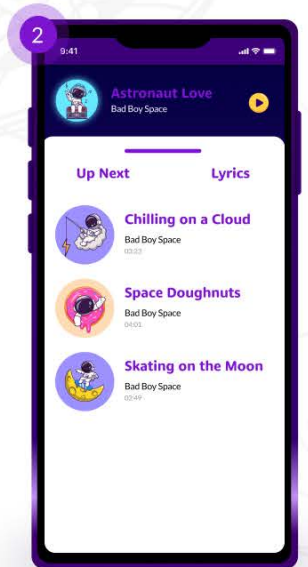 2
9:41
Astronaut Love
Bad Boy Space
Up Next
Lyrics
Chilling on a Cloud
Bad Boy Space
03:22
Space Doughnuts
Bad Boy Space
04:01
Skating on the Moon
Bad Boy Space
02:49